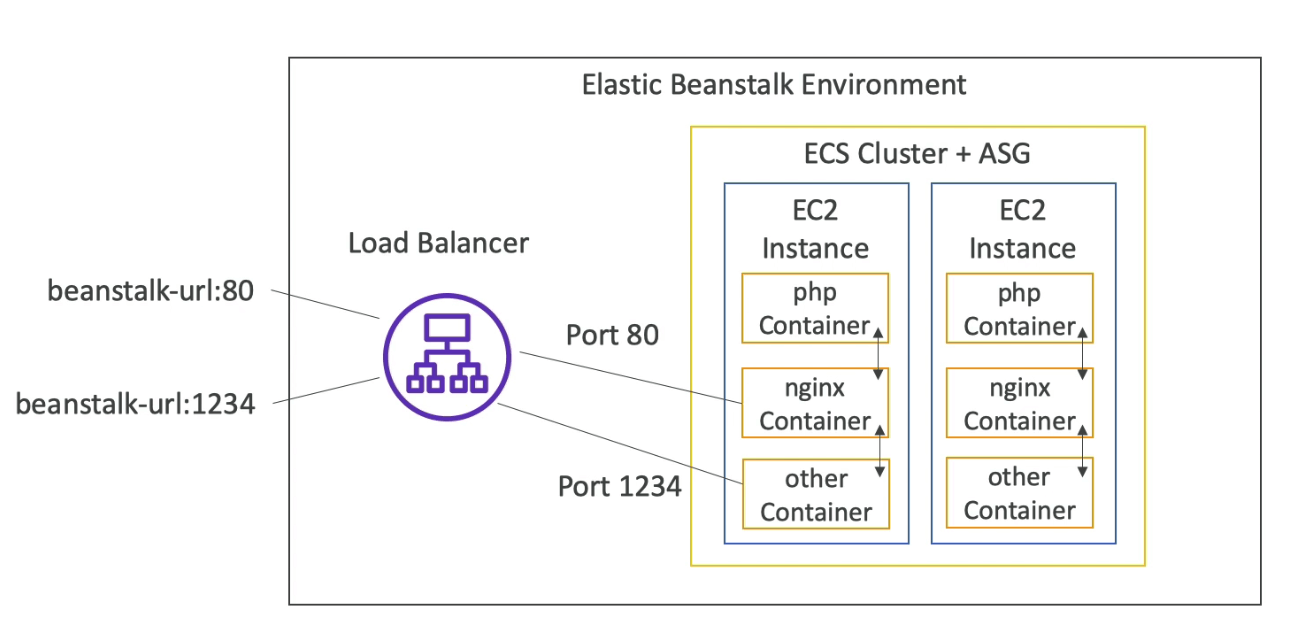 Elastic Beanstalk Environment
ECS Cluster + ASG
EC2
Instance
EC2
Instance
Load Balancer
beanstalk-url:80
beanstalk-url:1234
Port 80
Port 1234
php
Container
nginx
Container
other
Container
php
Container
nginx
Container
other
Container